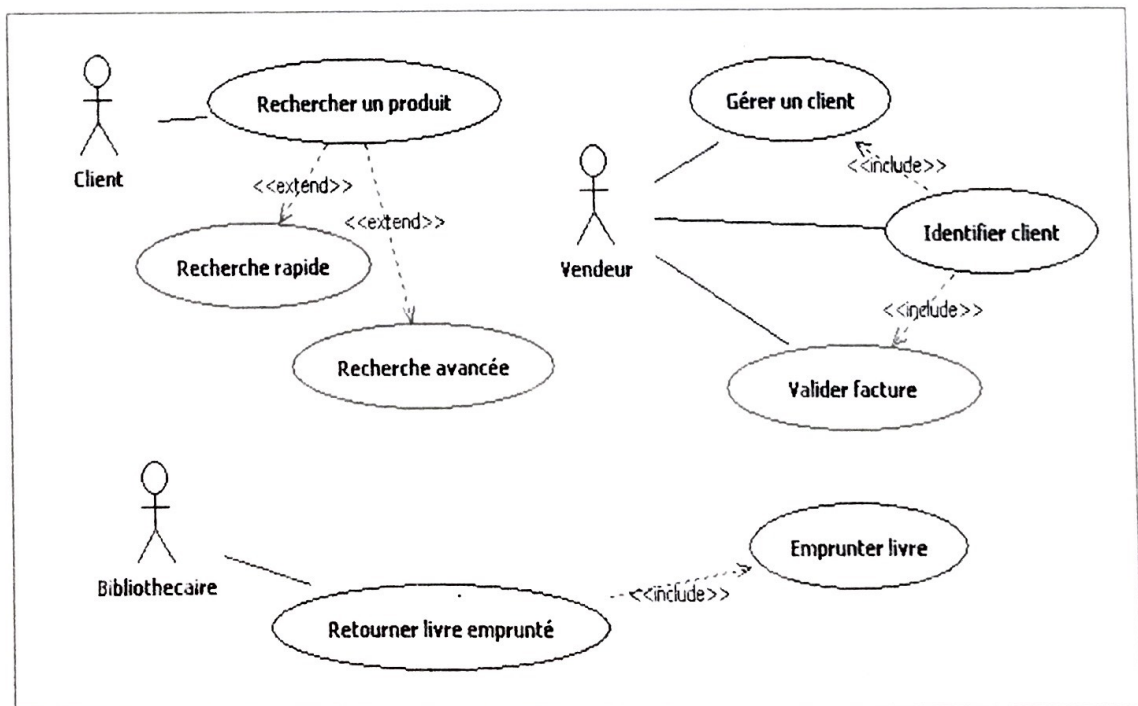 Rechercher un produit
Client
<<extend>>
<<extend>>
Recherche rapide
Recherche avancée
Gérer un client
<<include>>
Identifier client
Vendeur
<<include>>
Valider facture
Bibliothecaire
Emprunter livre
<<include>>
Retourner livre emprunté